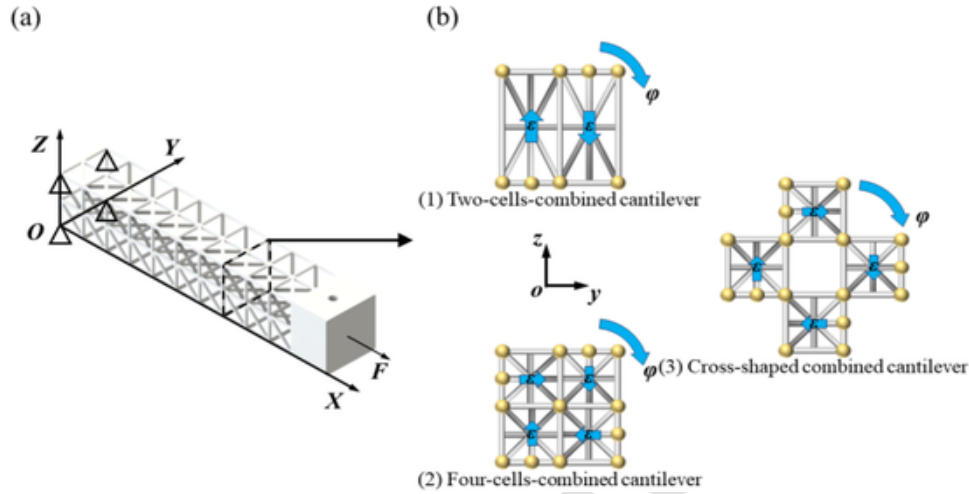 (a)
(b)
Z
Y
O
X
F
φ
ε
ε
(1) Two-cells-combined cantilever
z
o
y
φ
ε
ε
ε
ε
(2) Four-cells-combined cantilever
φ
ε
ε
ε
ε
(3) Cross-shaped combined cantilever